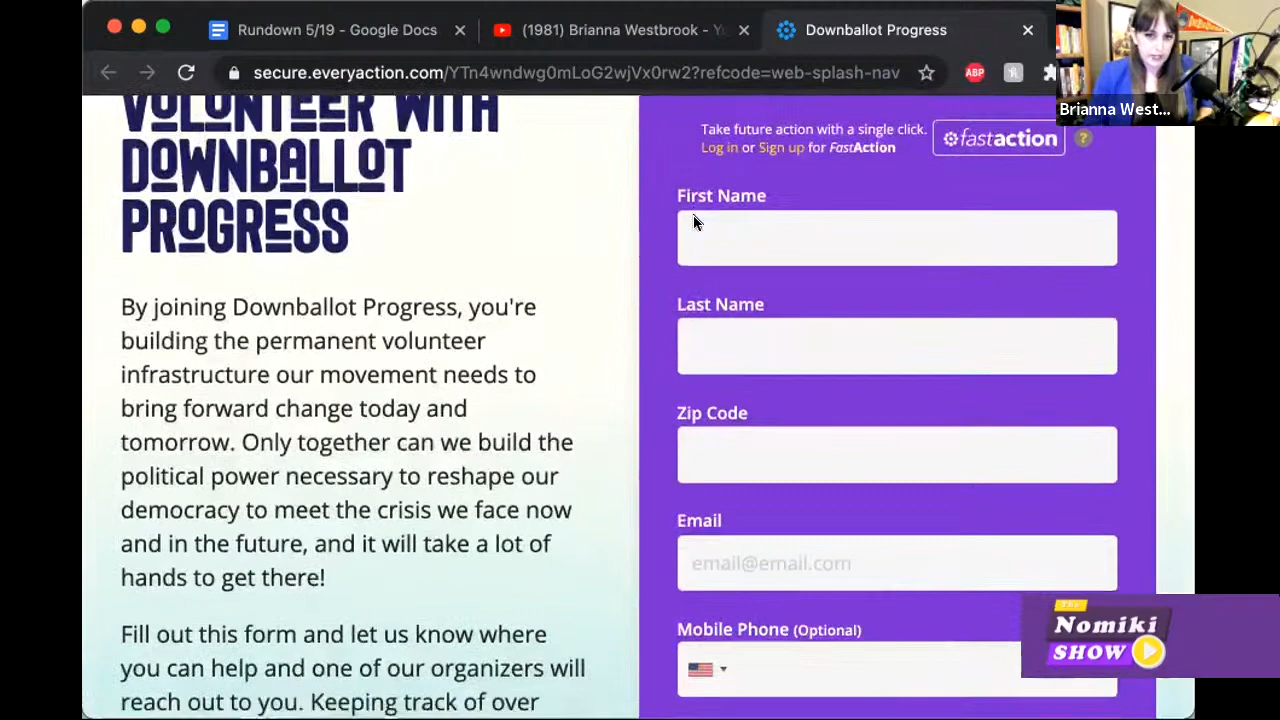 Rundown 5/19 - Google Docs
(1981) Brianna Westbrook - Y
Downballot Progress
secure.everyaction.com/YTn4wndwg0mLoG2wjVx0rw2?refcode=web-splash-nav
ABP
Brianna West...
VOLUNTEER WITH
DOWNBALLOT
PROGRESS
By joining Downballot Progress, you're
building the permanent volunteer
infrastructure our movement needs to
bring forward change today and
tomorrow. Only together can we build the
political power necessary to reshape our
democracy to meet the crisis we face now
and in the future, and it will take a lot of
hands to get there!
Fill out this form and let us know where
you can help and one of our organizers will
reach out to you. Keeping track of over
Take future action with a single click.
Log in or Sign up for FastAction
fastaction
?
First Name
Last Name
Zip Code
Email
email@email.com
Mobile Phone (Optional)
The
Nomiki
SHOW